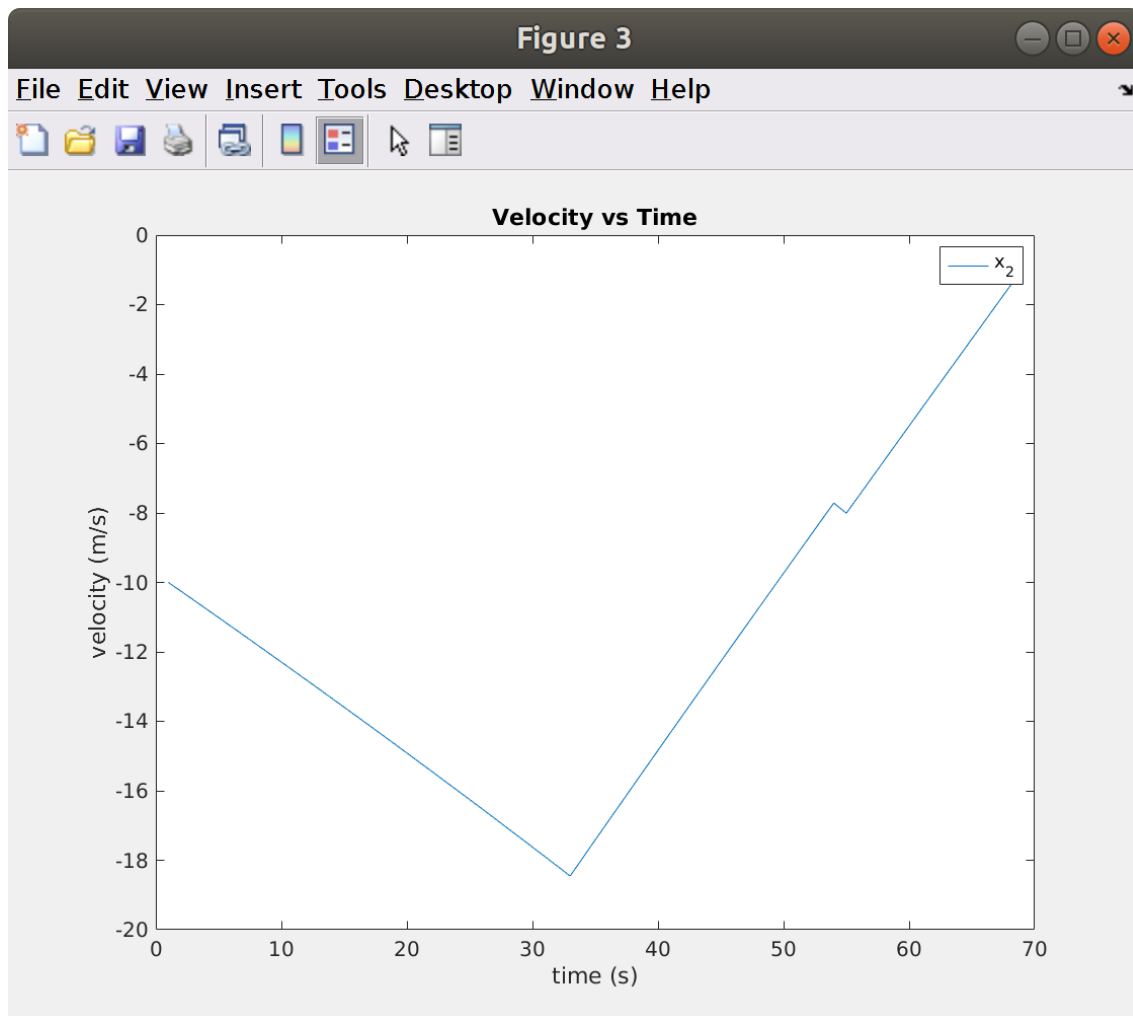 Figure 3
File Edit View Insert Tools Desktop Window Help
Velocity vs Time
x_2
0
-2
-4
-6
-8
-10
-12
-14
-16
-18
-20
velocity (m/s)
0 10 20 30 40 50 60 70
time (s)